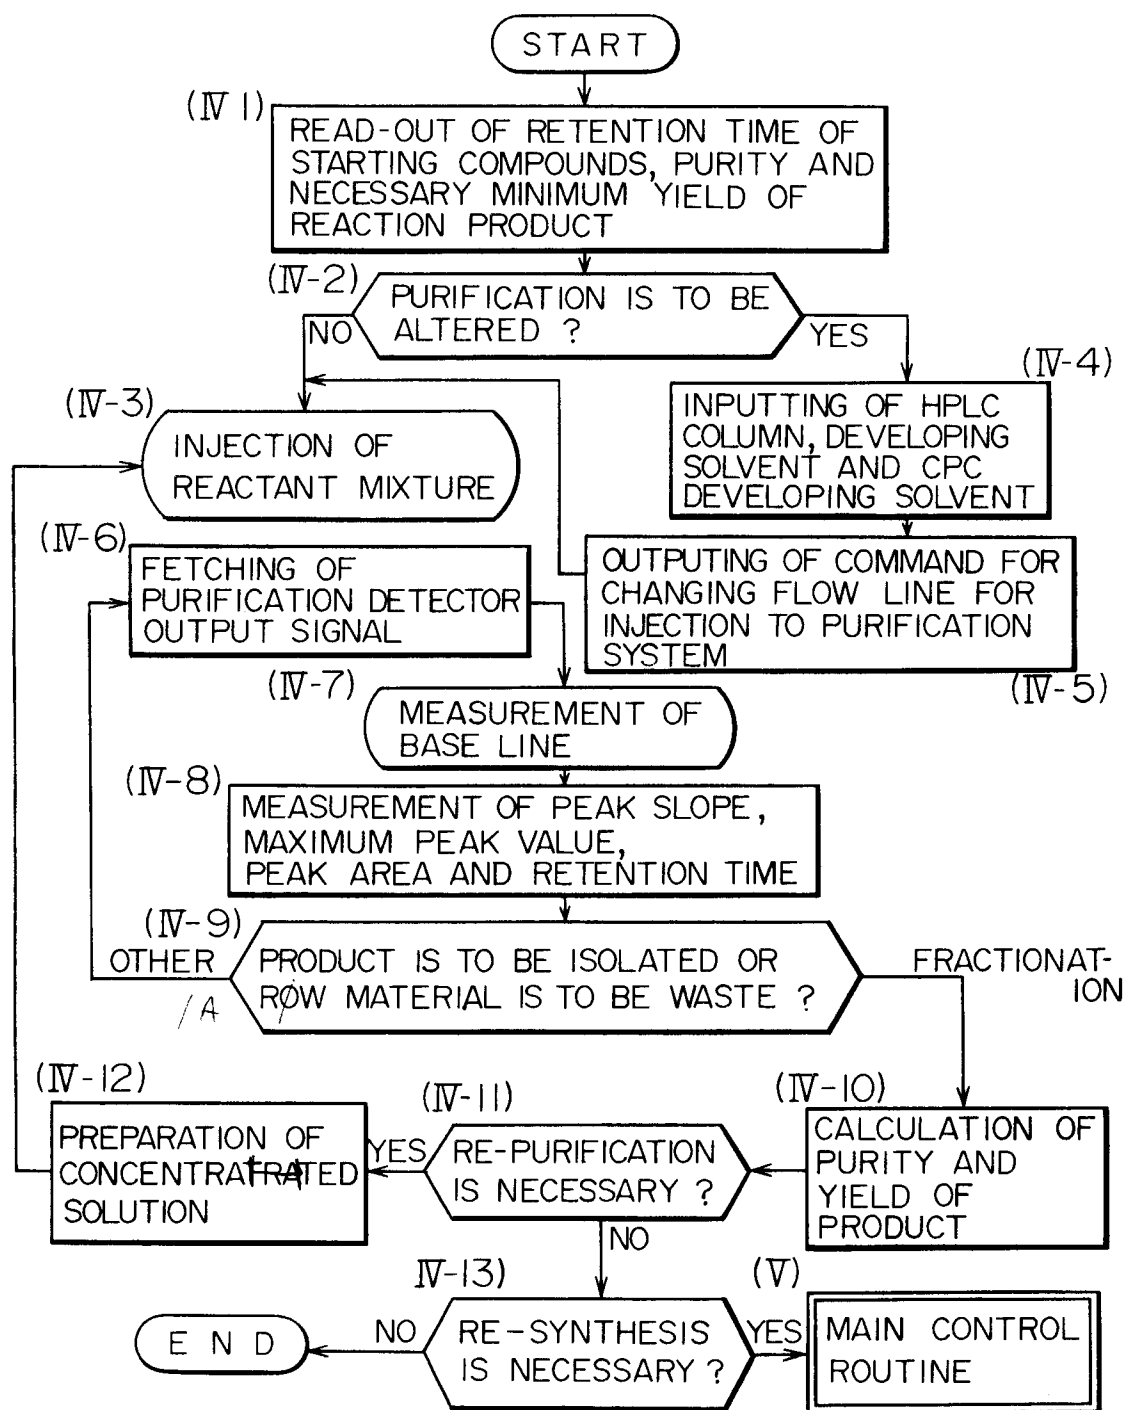 START
(Ⅳ 1)
READ-OUT OF RETENTION TIME OF
STARTING COMPOUNDS, PURITY AND
NECESSARY MINIMUM YIELD OF
REACTION PRODUCT
(Ⅳ-2)
PURIFICATION IS TO BE
ALTERED ?
NO
YES
(Ⅳ-4)
INPUTTING OF HPLC
COLUMN, DEVELOPING
SOLVENT AND CPC
DEVELOPING SOLVENT
(Ⅳ-3)
INJECTION OF
REACTANT MIXTURE
OUTPUTING OF COMMAND FOR
CHANGING FLOW LINE FOR
INJECTION TO PURIFICATION
SYSTEM
(Ⅳ-5)
(Ⅳ-6)
FETCHING OF
PURIFICATION DETECTOR
OUTPUT SIGNAL
(Ⅳ-7)
MEASUREMENT OF
BASE LINE
(Ⅳ-8)
MEASUREMENT OF PEAK SLOPE,
MAXIMUM PEAK VALUE,
PEAK AREA AND RETENTION TIME
(Ⅳ-9)
OTHER
PRODUCT IS TO BE ISOLATED OR
ROW MATERIAL IS TO BE WASTE ?
/A
FRACTIONAT-
ION
(Ⅳ-10)
CALCULATION OF
PURITY AND
YIELD OF
PRODUCT
(Ⅳ-11)
RE-PURIFICATION
IS NECESSARY ?
YES
NO
(Ⅳ-12)
PREPARATION OF
CONCENTRATRATED
SOLUTION
Ⅳ-13)
RE-SYNTHESIS
IS NECESSARY ?
NO
YES
END
(Ⅴ)
MAIN CONTROL
ROUTINE